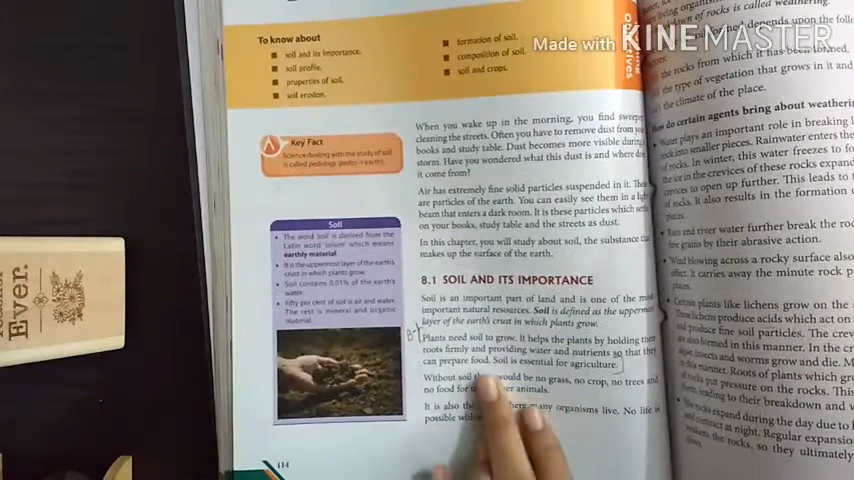 To know about
soil and its importance.
soil profile.
properties of soil.
soil erosion.
formation of soil.
composition of soil.
soil and crops.
Made with KINEMASTER
Key Fact
Science dealing with the study of soil
is called pedology (pedos = earth).
Soil
The word 'soil' is derived from the
Latin word 'solum' which means
earthly material
It is the uppermost layer of the earth's
crust in which plants grow.
Soil contains 0.01% of the earth's
water.
Fifty per cent of soil is air and water.
The rest is mineral and organic
material.
114
When you wake up in the morning, you find sweepers
cleaning the streets. Often you have to remove dust from your
books and study table. Dust becomes more visible during a
storm. Have you wondered what this dust is and where does
it come from?
Air has extremely fine solid particles suspended in it. These
are particles of the earth. You can easily see them in a light
beam that enters a dark room. It is these particles which settle
on your books, study table and the streets as dust.
In this chapter, you will study about soil, the substance that
makes up the surface of the earth.
8.1 SOIL AND ITS IMPORTANCE
Soil is an important part of land and is one of the most
important natural resources. Soil is defined as the uppermost
layer of the earth's crust in which plants grow.
Plants need soil to grow. It helps the plants by holding their
roots firmly and providing water and nutrients so that they
can prepare food. Soil is essential for agriculture.
Without soil would be no grass, no crop, no trees and
no food for animals.
It is also the many organisms live. No life is
possible
Ever.
down of rocks is called weathering.
depends upon the
the rocks from which it has been formed,
the type of vegetation that grows in it and
the climate of the place.
How do certain agents bring about weathering
Water plays an important role in breaking
rock into smaller pieces. Rainwater enters the
of rocks. In winter, this water freezes to
the ice in the crevices of these rocks expand
crevices to open up further. This leads to
of rocks. It also results in the formation
pieces.
Rain and river water further break the
fine grains by their abrasive action.
Wind blowing across a rocky surface also
effect. It carries away the minute rock
Certain plants like lichens grow on the
These lichens produce acids which act on
and produce fine soil particles. The
algae, insects and worms grow and die.
in this manner. Roots of plants which
of rocks put pressure on the rocks. This
them, leading to their breakdown and
The rocks expand during the day due to
and contract at night. Regular expansion
weakens the rocks, so they ultimately